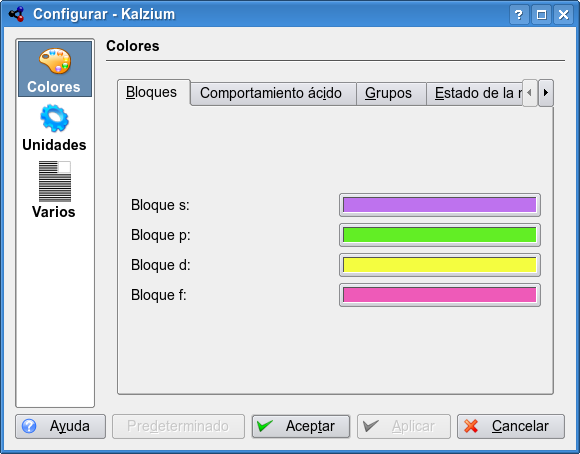 Configurar - Kalzium
Colores
Colores
Unidades
Varios
Bloques Comportamiento ácido Grupos Estado de la
Bloque s:
Bloque p:
Bloque d:
Bloque f:
Ayuda Predeterminado Aceptar Aplicar Cancelar